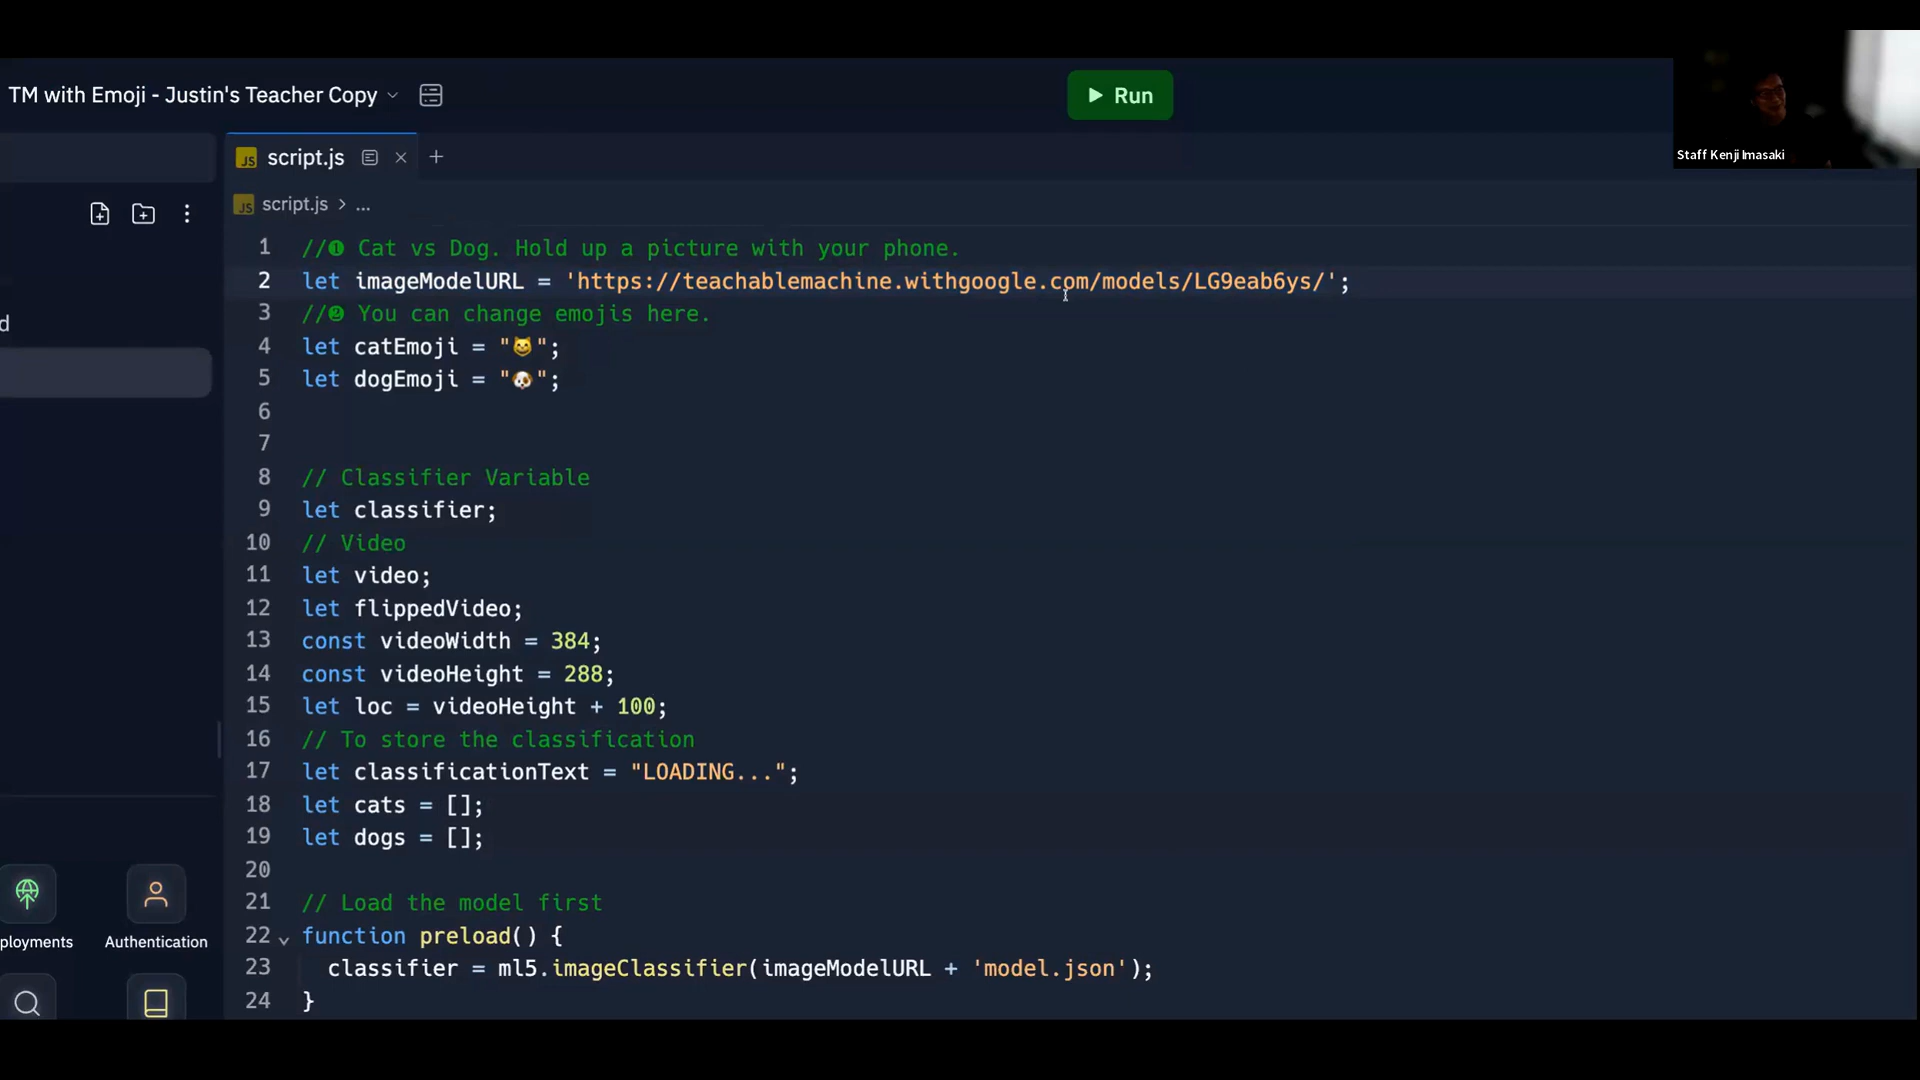 TM with Emoji - Justin's Teacher Copy
Run
Staff Kenji Imasaki
JS script.js
JS script.js > ...
d
1 //❶ Cat vs Dog. Hold up a picture with your phone.
2 let imageModelURL = 'https://teachablemachine.withgoogle.com/models/LG9eab6ys/';
3 //❷ You can change emojis here.
4 let catEmoji = "😺";
5 let dogEmoji = "🐶";
6
7
8 // Classifier Variable
9 let classifier;
10 // Video
11 let video;
12 let flippedVideo;
13 const videoWidth = 384;
14 const videoHeight = 288;
15 let loc = videoHeight + 100;
16 // To store the classification
17 let classificationText = "LOADING...";
18 let cats = [];
19 let dogs = [];
20
21 // Load the model first
22 function preload() {
23 classifier = ml5.imageClassifier(imageModelURL + 'model.json');
24 }
ployments
Authentication